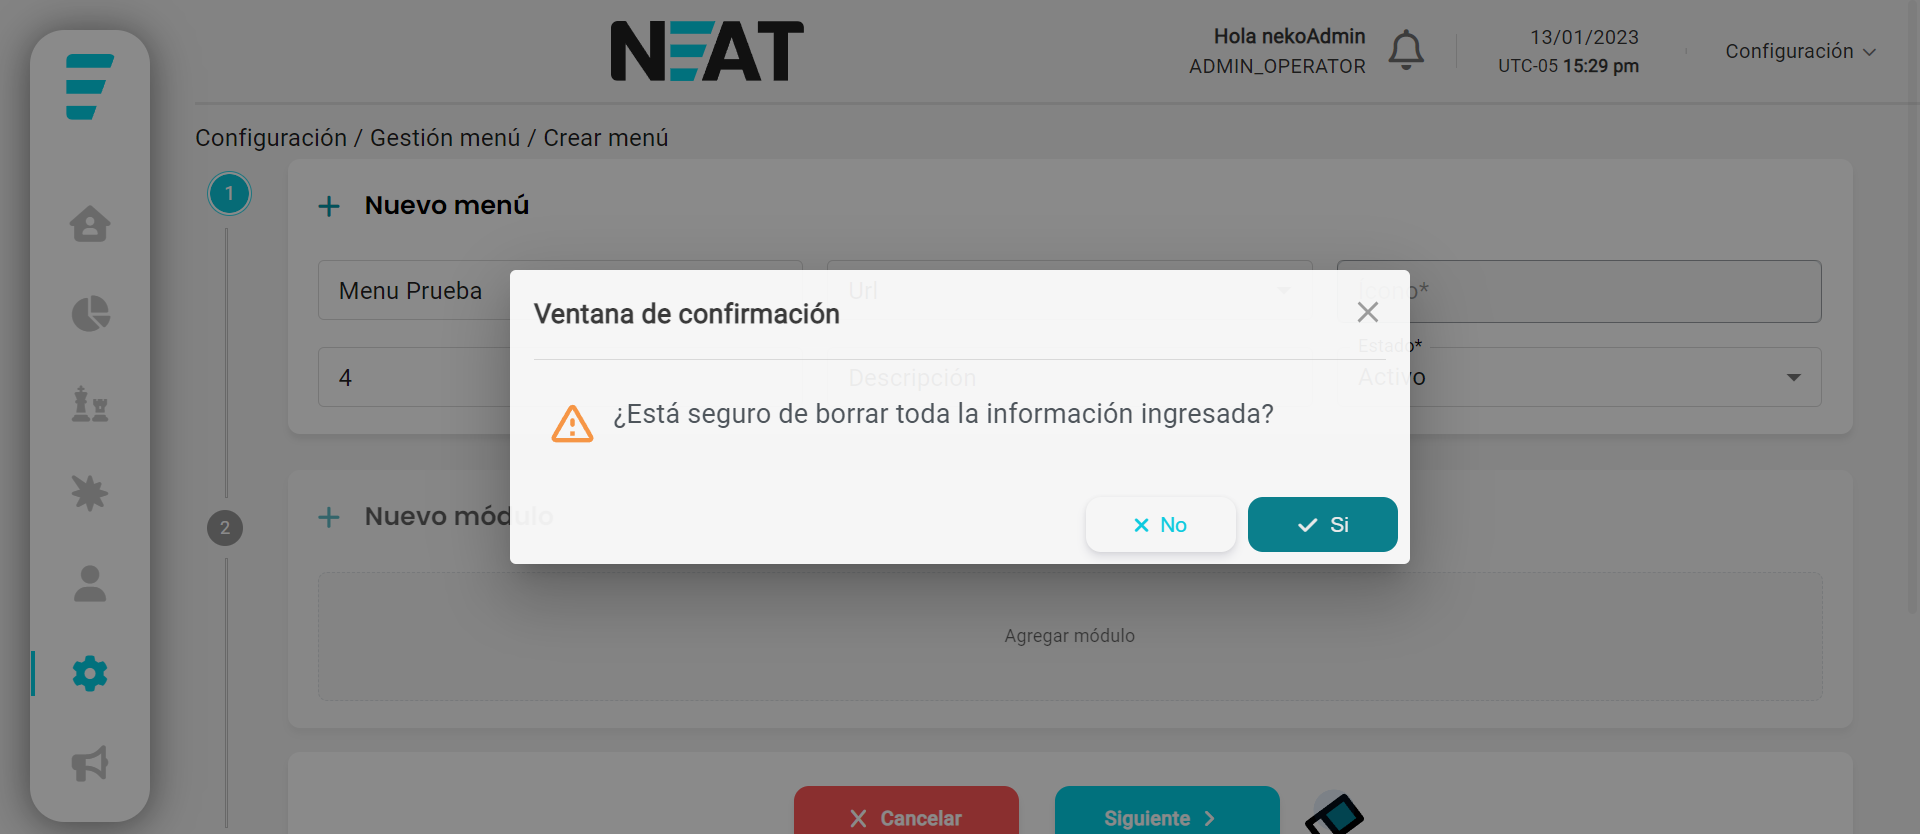 NEAT
Hola nekoAdmin
ADMIN_OPERATOR
13/01/2023
UTC-05 15:29 pm
Configuración
Configuración / Gestión menú / Crear menú
1
Nuevo menú
Menu Prueba
Url
Icono*
4
Descripción
Estado*
Activo
Ventana de confirmación
¿Está seguro de borrar toda la información ingresada?
No
Si
2
Nuevo módulo
Agregar módulo
Cancelar
Siguiente